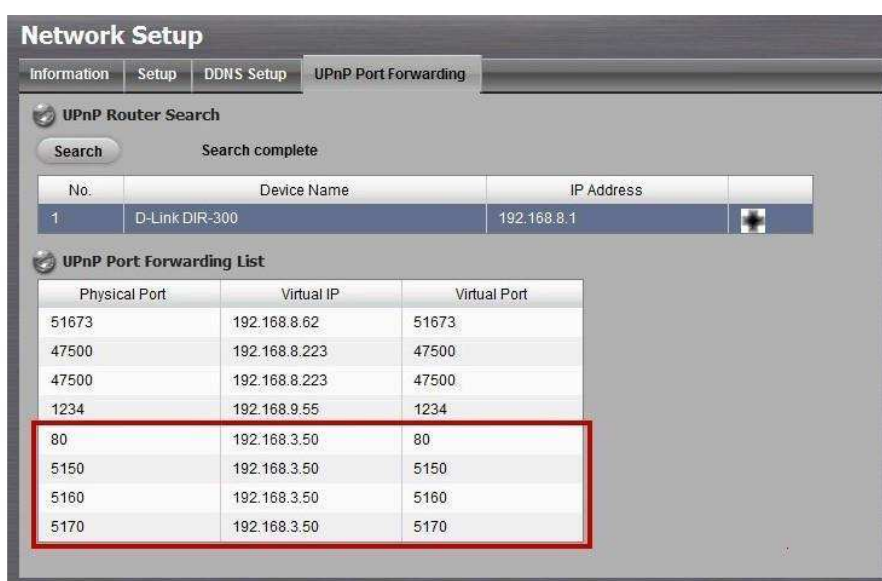 Network Setup
Information Setup DDNS Setup UPnP Port Forwarding
UPnP Router Search
Search Search complete
No. Device Name IP Address
1 D-Link DIR-300 192.168.8.1
UPnP Port Forwarding List
Physical Port Virtual IP Virtual Port
51673 192.168.8.62 51673
47500 192.168.8.223 47500
47500 192.168.8.223 47500
1234 192.168.9.55 1234
80 192.168.3.50 80
5150 192.168.3.50 5150
5160 192.168.3.50 5160
5170 192.168.3.50 5170